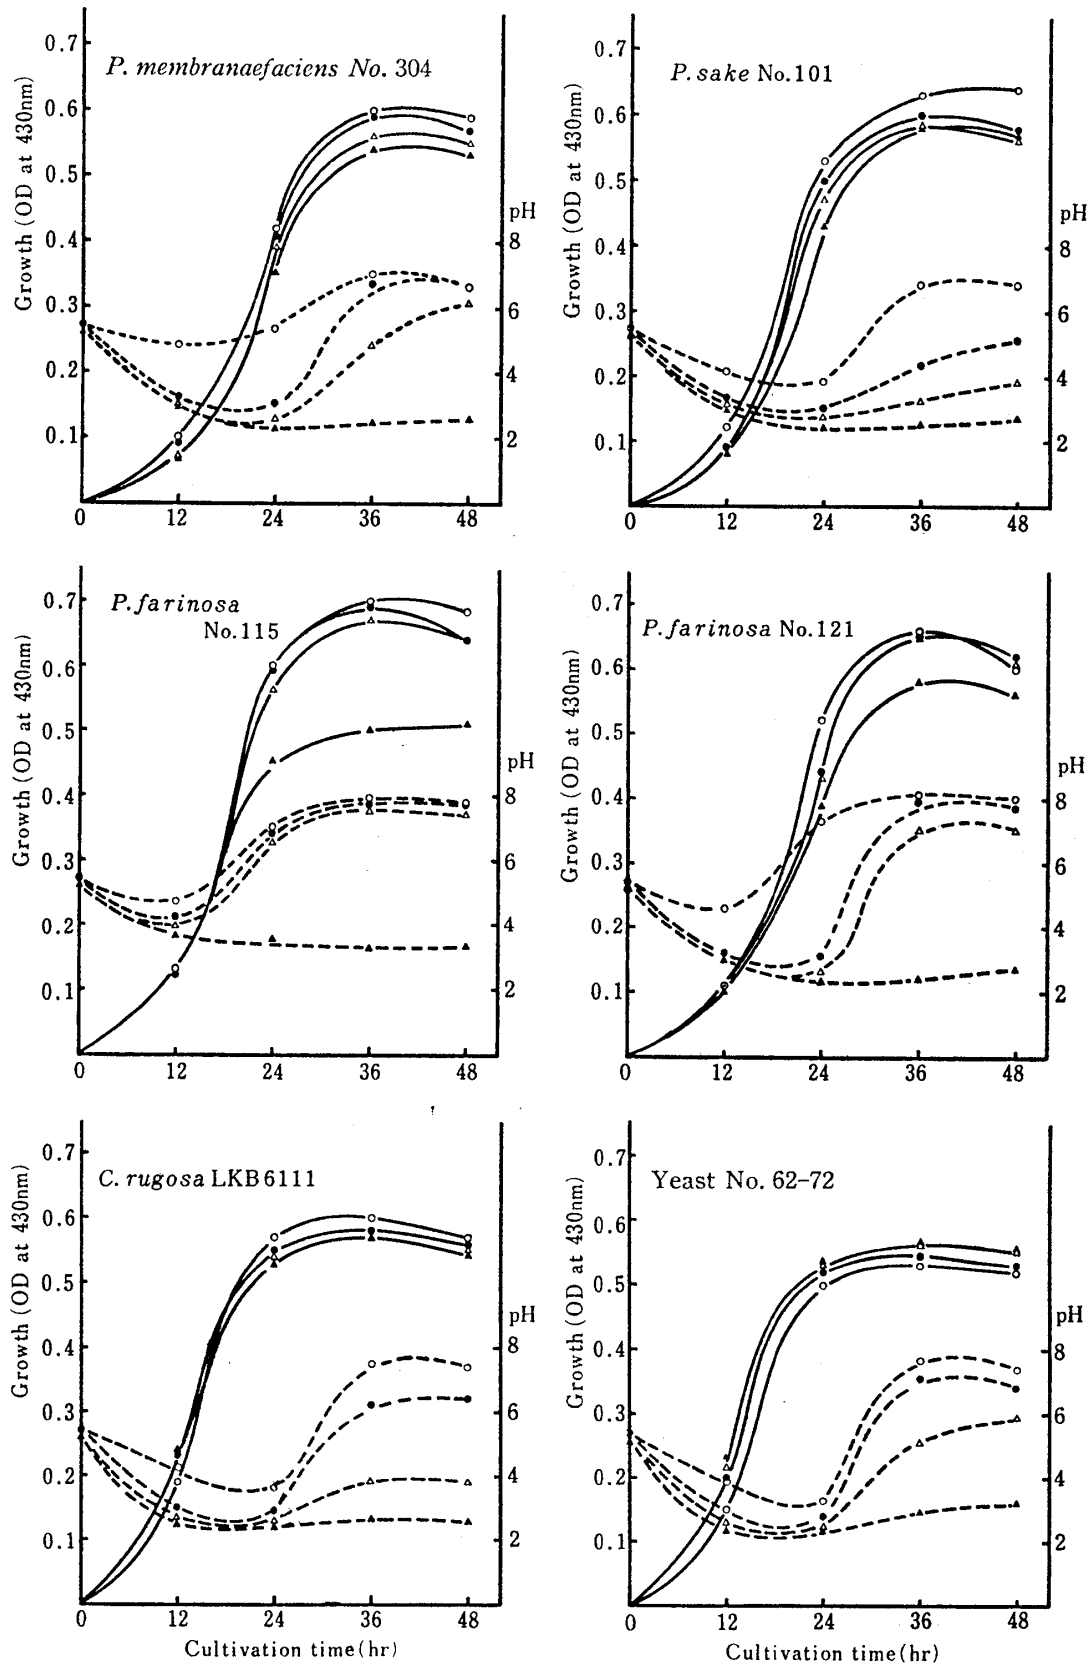 P. membranaefaciens No. 304
Growth (OD at 430nm)
0.7
0.6
0.5
0.4
0.3
0.2
0.1
pH
8
6
4
2
0 12 24 36 48
P. sake No.101
Growth (OD at 430nm)
0.7
0.6
0.5
0.4
0.3
0.2
0.1
pH
8
6
4
2
0 12 24 36 48
P. farinosa
No.115
Growth (OD at 430nm)
0.7
0.6
0.5
0.4
0.3
0.2
0.1
pH
8
6
4
2
0 12 24 36 48
P. farinosa No.121
Growth (OD at 430nm)
0.7
0.6
0.5
0.4
0.3
0.2
0.1
pH
8
6
4
2
0 12 24 36 48
C. rugosa LKB6111
Growth (OD at 430nm)
0.7
0.6
0.5
0.4
0.3
0.2
0.1
pH
8
6
4
2
0 12 24 36 48
Cultivation time(hr)
Yeast No. 62-72
Growth (OD at 430nm)
0.7
0.6
0.5
0.4
0.3
0.2
0.1
pH
8
6
4
2
0 12 24 36 48
Cultivation time(hr)